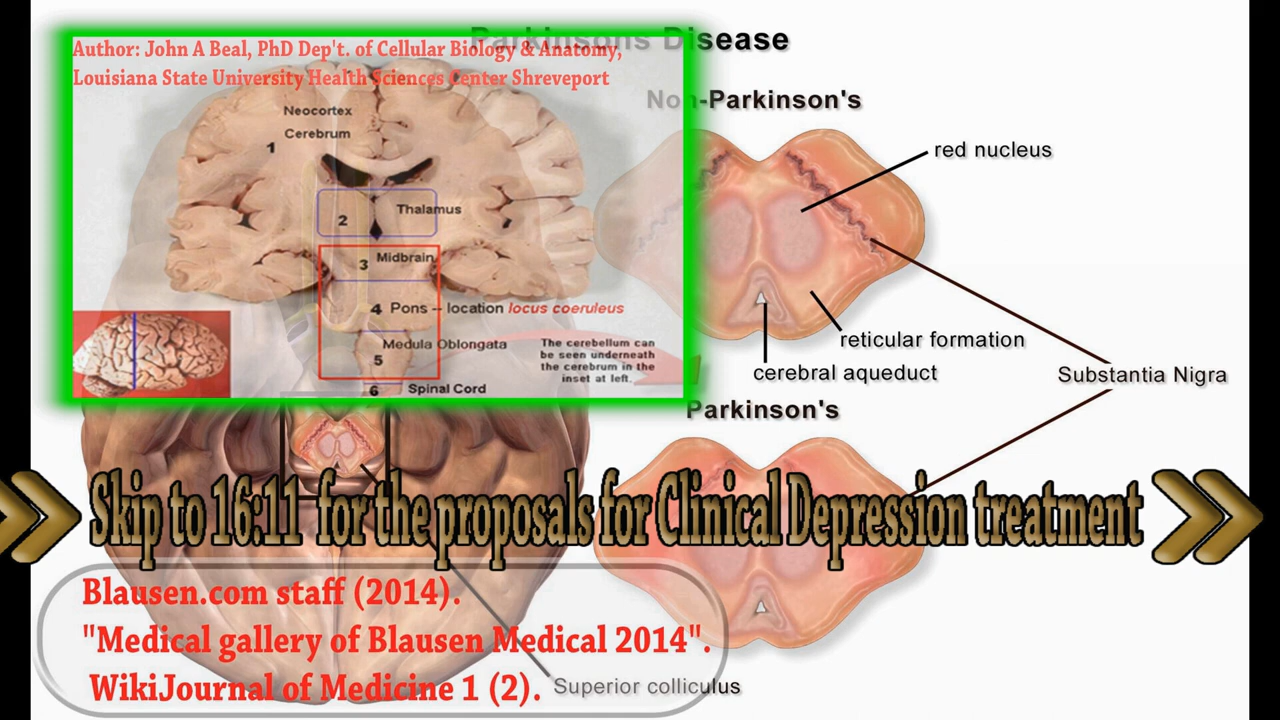 Parkinsons Disease
Author: John A Beal, PhD Dep't. of Cellular Biology & Anatomy,
Louisiana State University Health Sciences Center Shreveport
Neocortex
Cerebrum
1
2
Thalamus
3
Midbrain
4
Pons -- location locus coeruleus
Medula Oblongata
5
6
Spinal Cord
The cerebellum can
be seen underneath
the cerebrum in the
inset at left.
Non-Parkinson's
red nucleus
reticular formation
cerebral aqueduct
Substantia Nigra
Parkinson's
Skip to 16:11 for the proposals for Clinical Depression treatment
Blausen.com staff (2014).
"Medical gallery of Blausen Medical 2014".
WikiJournal of Medicine 1 (2).
Superior colliculus